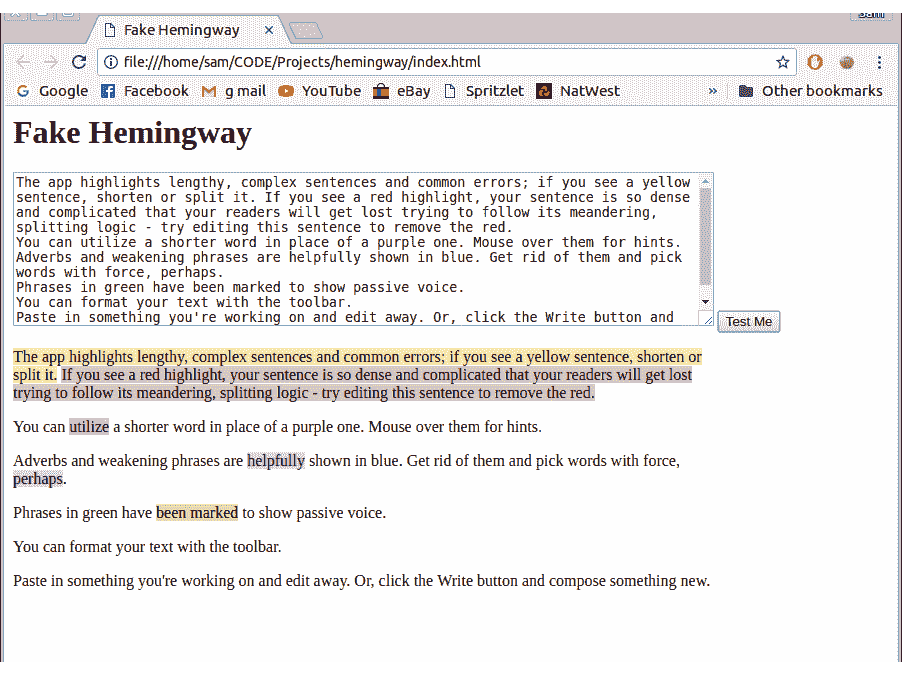 Sam
Fake Hemingway
file:///home/sam/CODE/Projects/hemingway/index.html
Google Facebook g mail YouTube eBay Spritzlet NatWest » Other bookmarks
Fake Hemingway
The app highlights lengthy, complex sentences and common errors; if you see a yellow
sentence, shorten or split it. If you see a red highlight, your sentence is so dense
and complicated that your readers will get lost trying to follow its meandering,
splitting logic - try editing this sentence to remove the red.
You can utilize a shorter word in place of a purple one. Mouse over them for hints.
Adverbs and weakening phrases are helpfully shown in blue. Get rid of them and pick
words with force, perhaps.
Phrases in green have been marked to show passive voice.
You can format your text with the toolbar.
Paste in something you're working on and edit away. Or, click the Write button and
Test Me
The app highlights lengthy, complex sentences and common errors; if you see a yellow sentence, shorten or
split it. If you see a red highlight, your sentence is so dense and complicated that your readers will get lost
trying to follow its meandering, splitting logic - try editing this sentence to remove the red.
You can utilize a shorter word in place of a purple one. Mouse over them for hints.
Adverbs and weakening phrases are helpfully shown in blue. Get rid of them and pick words with force,
perhaps.
Phrases in green have been marked to show passive voice.
You can format your text with the toolbar.
Paste in something you're working on and edit away. Or, click the Write button and compose something new.